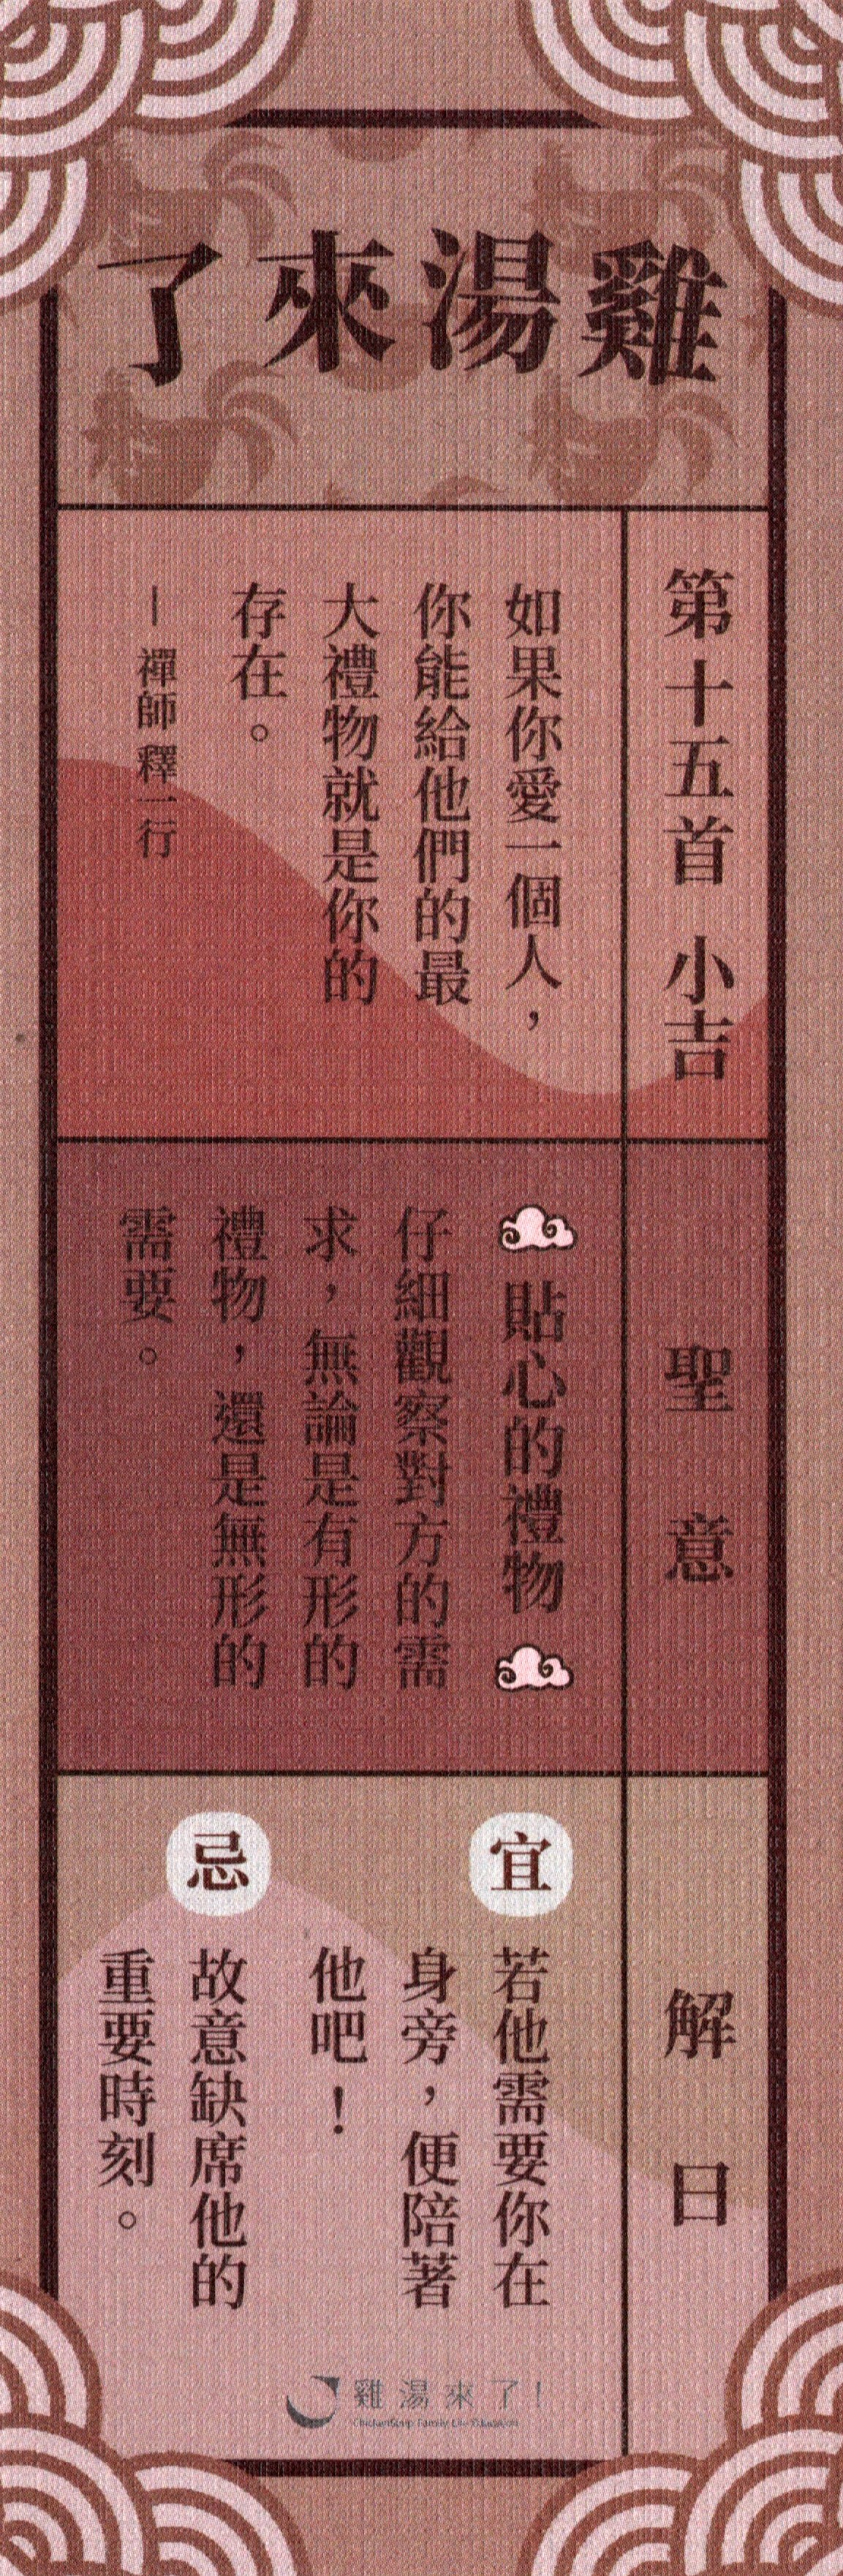 雞湯來了
第十五首 小吉
如果你愛一個人，
你能給他們的最
大禮物就是你的
存在。
— 禪師 釋一行
聖意
貼心的禮物
仔細觀察對方的需
求，無論是有形的
禮物，還是無形的
需要。
解日
宜
若他需要你在
身旁，便陪著
他吧！
忌
故意缺席他的
重要時刻。
雞湯來了！
ChickenSoup Family Life Education